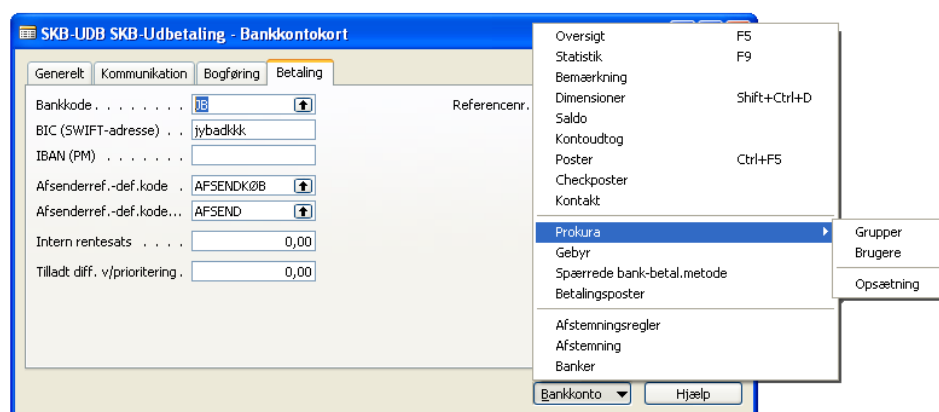 SKB-UDB SKB-Udbetaling - Bankkontokort
Generelt Kommunikation Bogføring Betaling
Bankkode . . . . . . . . JB
Referencenr.
BIC (SWIFT-adresse) . . jybadkkk
IBAN (PM) . . . . . . .
Afsenderref.-def.kode . AFSENDKØB
Afsenderref.-def.kode... AFSEND
Intern rentesats . . . . 0,00
Tilladt diff. v/prioritering . 0,00
Oversigt F5
Statistik F9
Bemærkning
Dimensioner Shift+Ctrl+D
Saldo
Kontoudtog
Poster Ctrl+F5
Checkposter
Kontakt
Prokura
Gebyr
Spærrede bank-betal.metode
Betalingsposter
Afstemningsregler
Afstemning
Banker
Grupper
Brugere
Opsætning
Bankkonto Hjælp